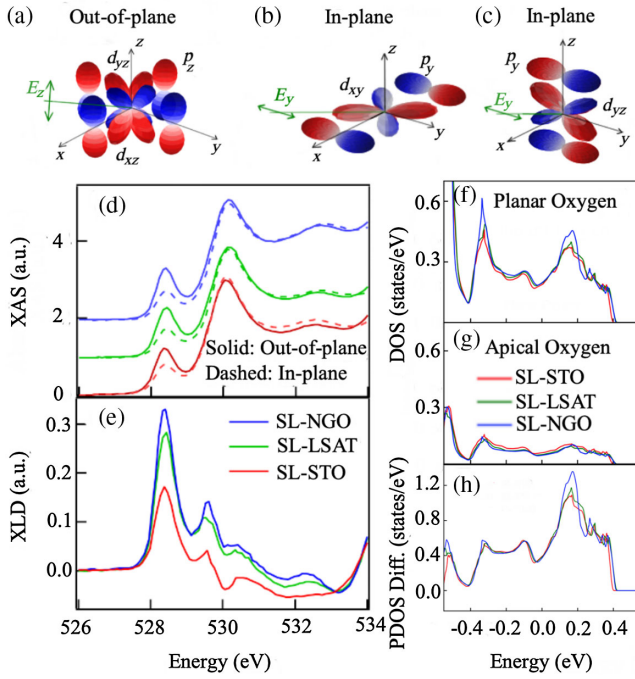 (a) Out-of-plane
z
d_yz
p_z
E_z
x
d_xz
y
(b) In-plane
z
d_xy
p_y
E_y
x
y
(c) In-plane
z
p_y
E_y
d_yz
x
y
(d)
XAS (a.u.)
4
2
0
Solid: Out-of-plane
Dashed: In-plane
(e)
XLD (a.u.)
0.3
0.2
0.1
0.0
SL-NGO
SL-LSAT
SL-STO
526 528 530 532 534
Energy (eV)
(f) Planar Oxygen
0.6
0.3
DOS (states/eV)
(g) Apical Oxygen
0.6
0.3
SL-STO
SL-LSAT
SL-NGO
(h)
PDOS Diff. (states/eV)
1.2
0.8
0.4
0.0
-0.4 -0.2 0.0 0.2 0.4
Energy (eV)